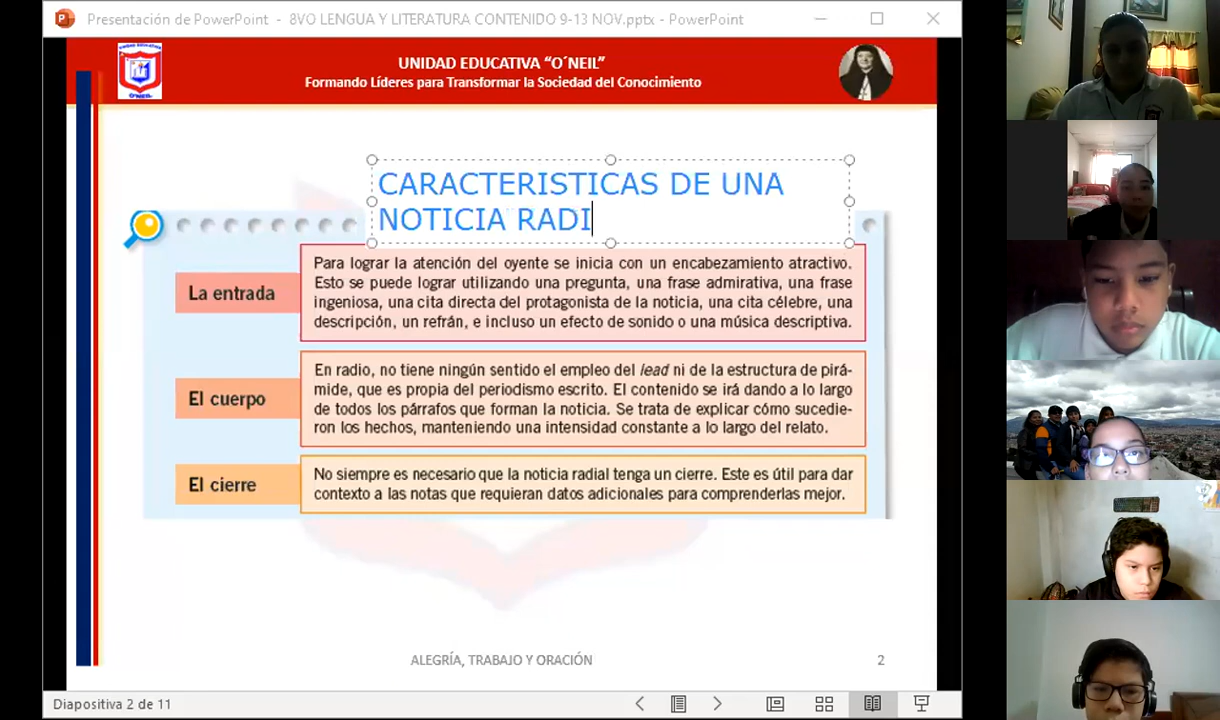 Presentación de PowerPoint - 8VO LENGUA Y LITERATURA CONTENIDO 9-13 NOV.pptx - PowerPoint
UNIDAD EDUCATIVA "O´NEIL"
Formando Líderes para Transformar la Sociedad del Conocimiento
O'NEIL
CARACTERISTICAS DE UNA
NOTICIA RADI
La entrada
Para lograr la atención del oyente se inicia con un encabezamiento atractivo.
Esto se puede lograr utilizando una pregunta, una frase admirativa, una frase
ingeniosa, una cita directa del protagonista de la noticia, una cita célebre, una
descripción, un refrán, e incluso un efecto de sonido o una música descriptiva.
El cuerpo
En radio, no tiene ningún sentido el empleo del lead ni de la estructura de pirá-
mide, que es propia del periodismo escrito. El contenido se irá dando a lo largo
de todos los párrafos que forman la noticia. Se trata de explicar cómo sucedie-
ron los hechos, manteniendo una intensidad constante a lo largo del relato.
El cierre
No siempre es necesario que la noticia radial tenga un cierre. Este es útil para dar
contexto a las notas que requieran datos adicionales para comprenderlas mejor.
ALEGRÍA, TRABAJO Y ORACIÓN
2
Diapositiva 2 de 11